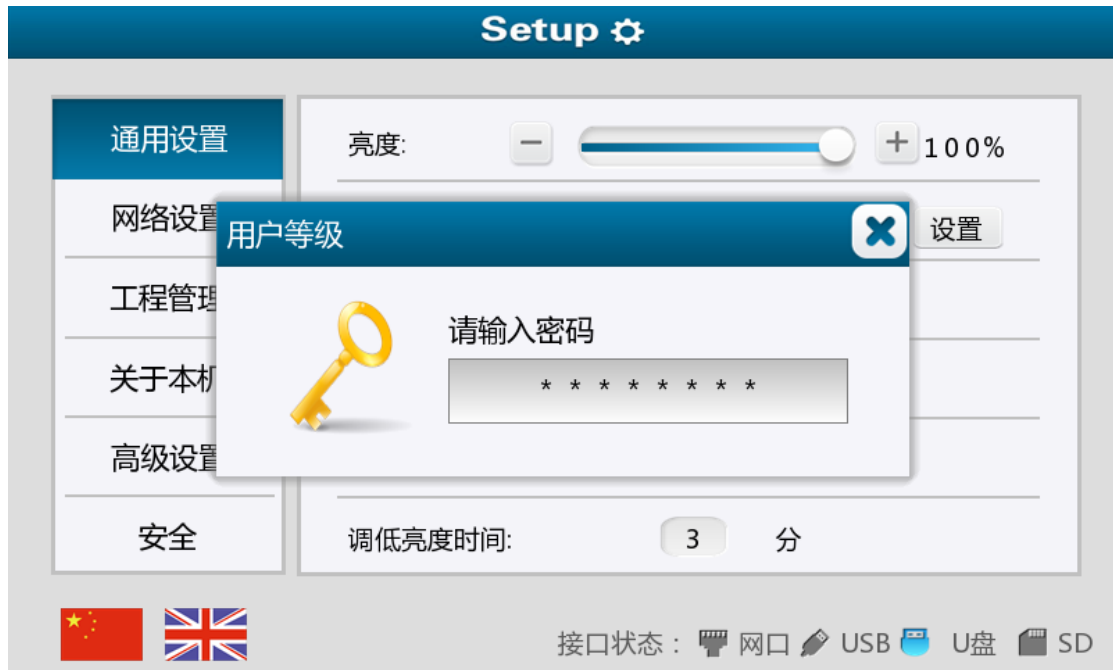 Setup
通用设置
亮度: − + 100%
网络设置
设置
用户等级
工程管理
请输入密码
* * * * * * * *
关于本机
高级设置
安全
调低亮度时间: 3 分
接口状态： 网口 USB U盘 SD